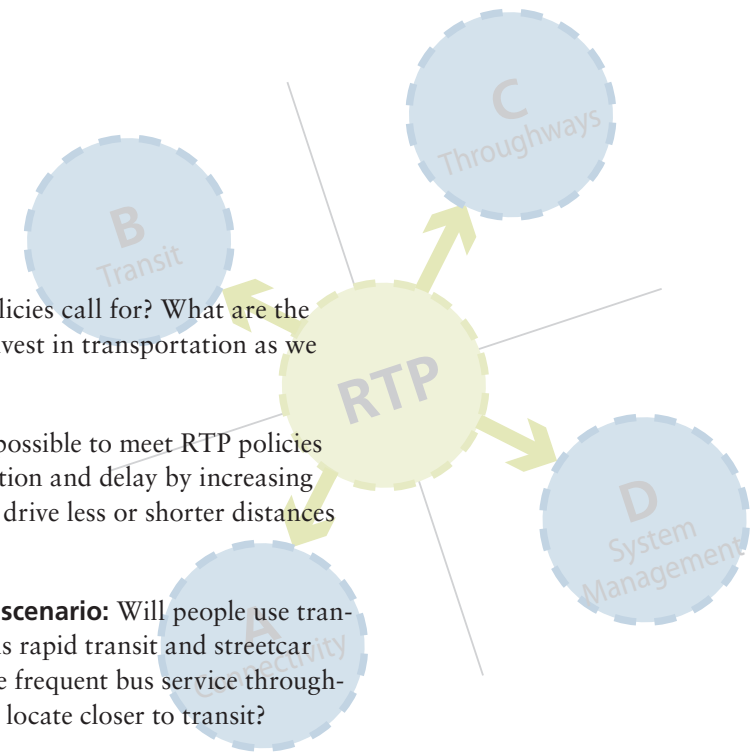 C
Throughways
B
Transit
licies call for? What are the
nvest in transportation as we
RTP
possible to meet RTP policies
tion and delay by increasing
drive less or shorter distances
D
System
Management
scenario: Will people use tran-
s rapid transit and streetcar
e frequent bus service through-
locate closer to transit?
A
Connectivity